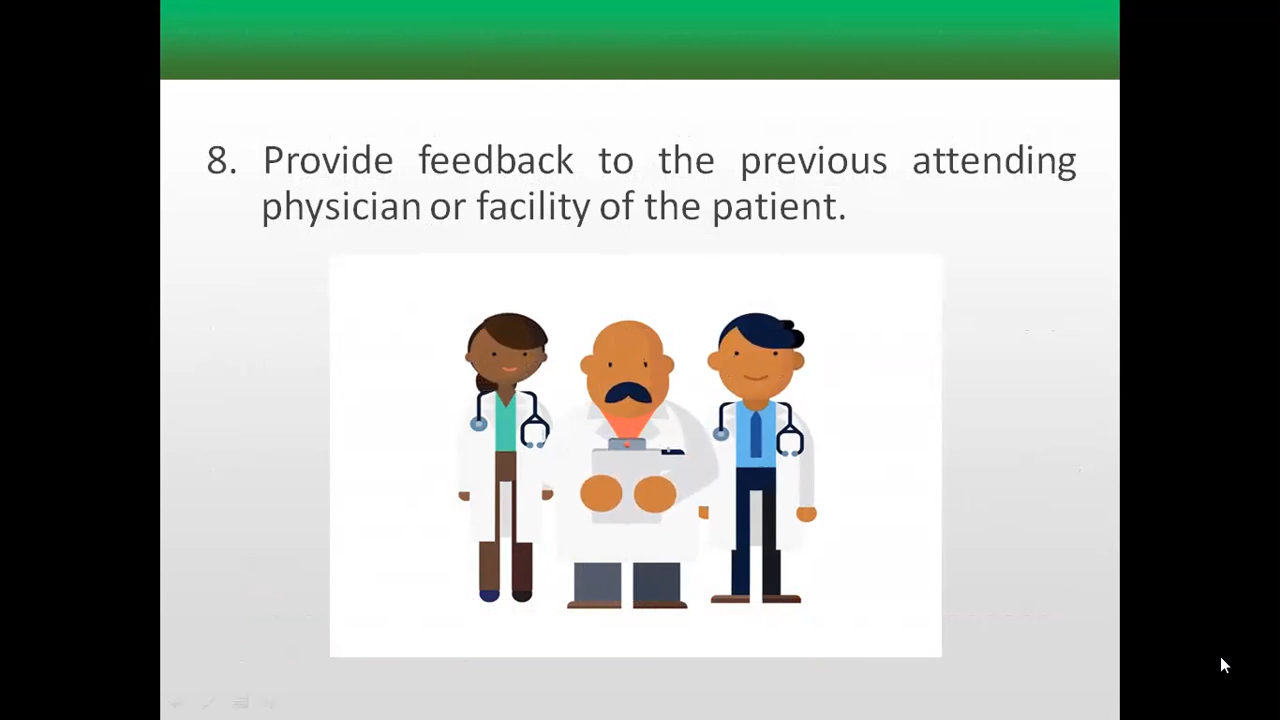 8. Provide feedback to the previous attending
physician or facility of the patient.